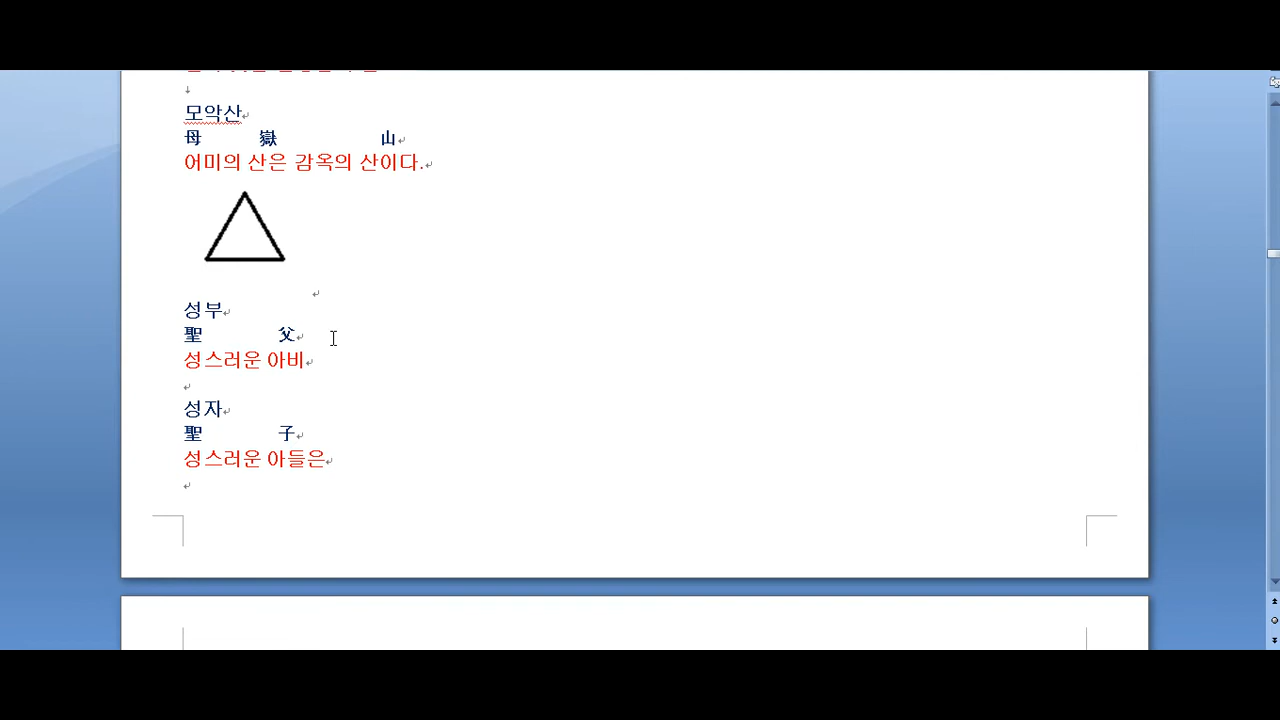 모악산
母 嶽 山
어미의 산은 감옥의 산이다.
성부
聖 父
성스러운 아비
성자
聖 子
성스러운 아들은